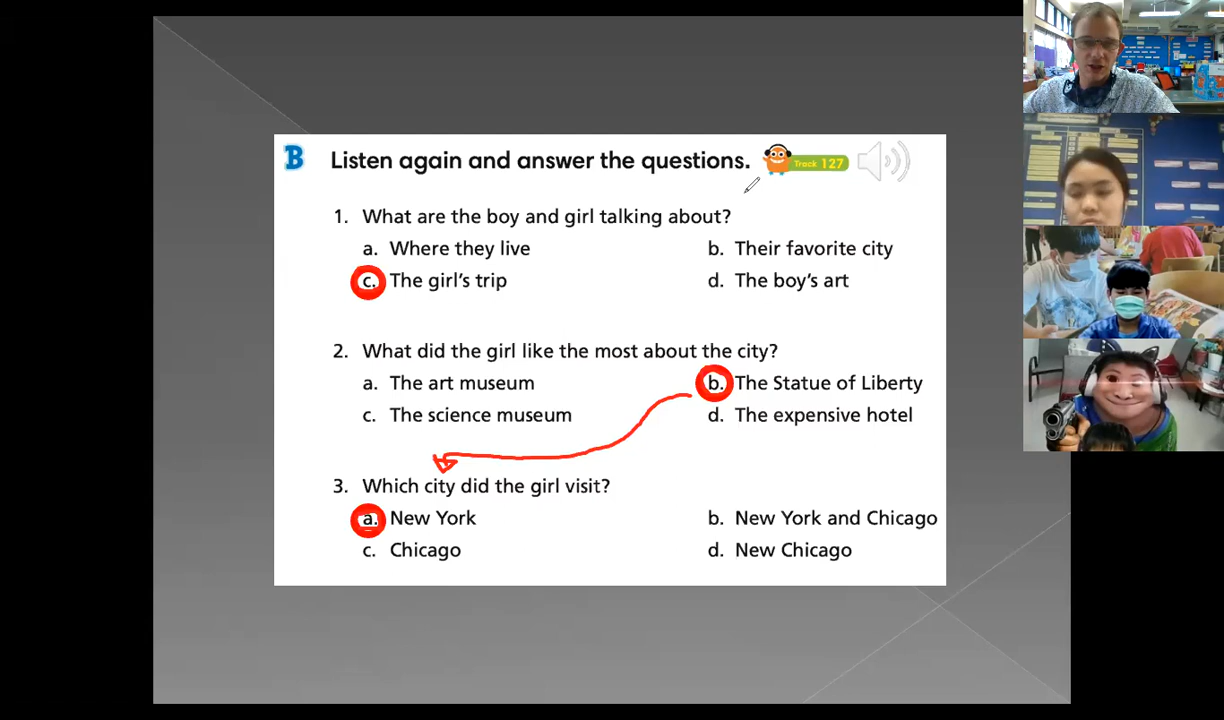 B Listen again and answer the questions. Track 127
1. What are the boy and girl talking about?
a. Where they live b. Their favorite city
c. The girl's trip d. The boy's art
2. What did the girl like the most about the city?
a. The art museum b. The Statue of Liberty
c. The science museum d. The expensive hotel
3. Which city did the girl visit?
a. New York b. New York and Chicago
c. Chicago d. New Chicago